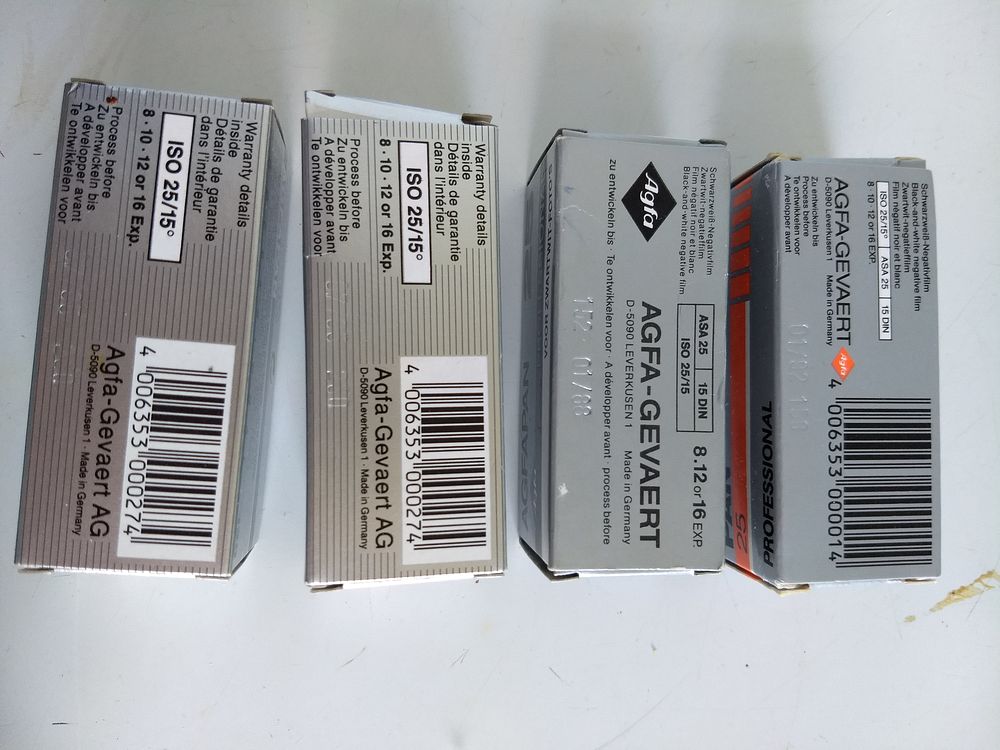 Warranty details
inside
Détails de garantie
dans l'intérieur
ISO 25/15°
8 · 10 · 12 or 16 Exp.
Process before
Zu entwickeln bis
A développer avant
Te ontwikkelen voor
4 006353 000274
Agfa-Gevaert AG
D-5090 Leverkusen 1 · Made in Germany
Warranty details
inside
Détails de garantie
dans l'intérieur
ISO 25/15°
8 · 10 · 12 or 16 Exp.
Process before
Zu entwickeln bis
A développer avant
Te ontwikkelen voor
4 006353 000274
Agfa-Gevaert AG
D-5090 Leverkusen 1 · Made in Germany
Schwarzweiß-Negativfilm
Zwartwit-negatieffilm
Film négatif noir et blanc
Black-and-white negative film
Agfa
ASA 25 15 DIN
ISO 25/15
8.12 or 16 EXP.
AGFA-GEVAERT
D-5090 LEVERKUSEN 1 Made in Germany
zu entwickeln bis · Te ontwikkelen voor · A développer avant · process before
152 01/88
Schwarzweiß-Negativfilm
Black-and-white negative film
Zwartwit-negatieffilm
Film négatif noir et blanc
ISO 25/15° ASA 25 15 DIN
8 · 10 · 12 or 16 EXP.
AGFA-GEVAERT
D-5090 Leverkusen 1 Made in Germany
Agfa
Zu entwickeln bis
Process before
Te ontwikkelen voor
A développer avant
4 006353 000014
PROFESSIONAL
25